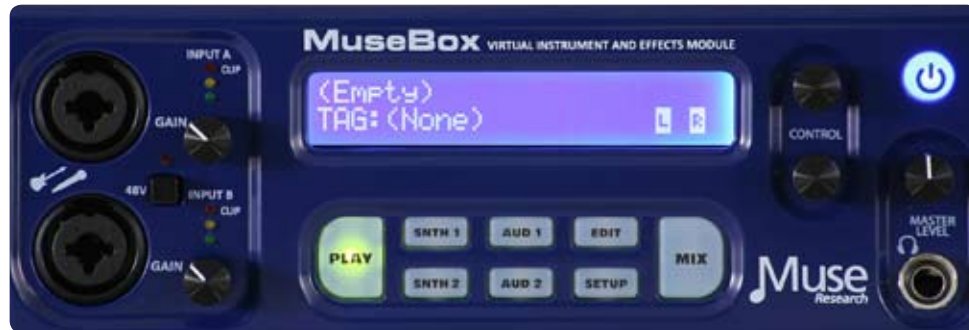 INPUT A
CLIP
GAIN
48V
INPUT B
CLIP
GAIN
MuseBox VIRTUAL INSTRUMENT AND EFFECTS MODULE
(Empty)
TAG:(None) L R
PLAY
SNTH 1 AUD 1 EDIT
SNTH 2 AUD 2 SETUP
MIX
CONTROL
Muse
Research
MASTER
LEVEL